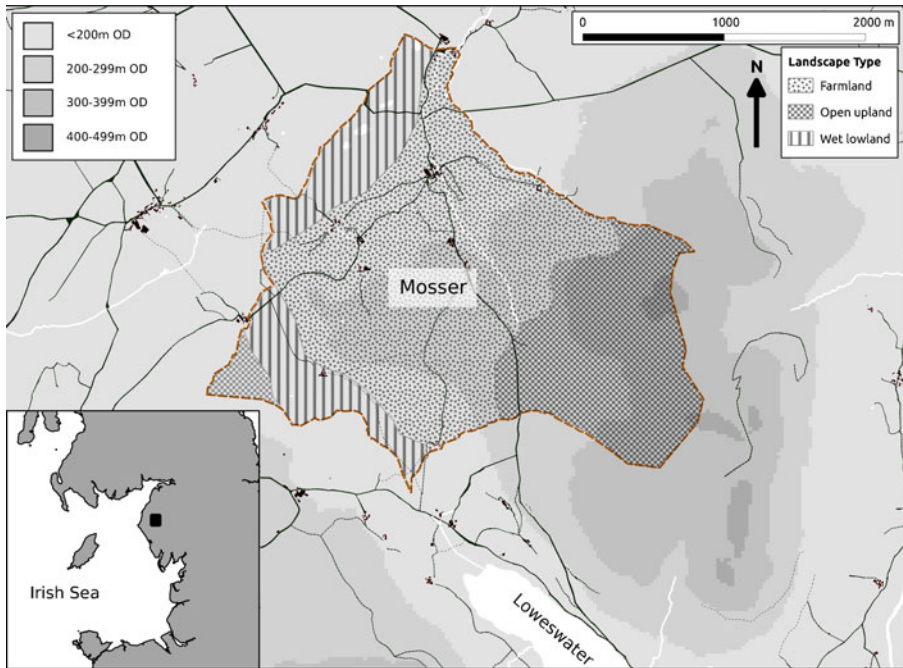 <200m OD
200-299m OD
300-399m OD
400-499m OD
0 1000 2000 m
N
Landscape Type
Farmland
Open upland
Wet lowland
Mosser
Irish Sea
Loweswater